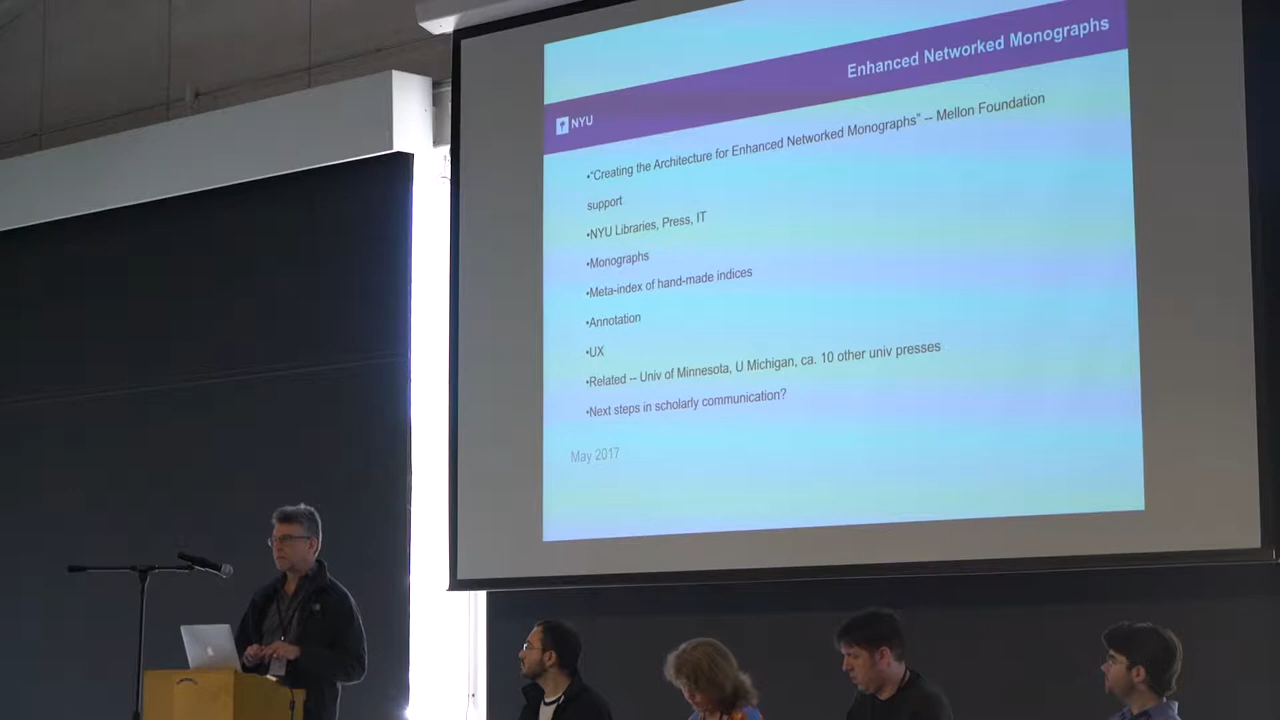 Enhanced Networked Monographs
NYU
•“Creating the Architecture for Enhanced Networked Monographs” -- Mellon Foundation
support
•NYU Libraries, Press, IT
•Monographs
•Meta-index of hand-made indices
•Annotation
•UX
•Related -- Univ of Minnesota, U Michigan, ca. 10 other univ presses
•Next steps in scholarly communication?
May 2017